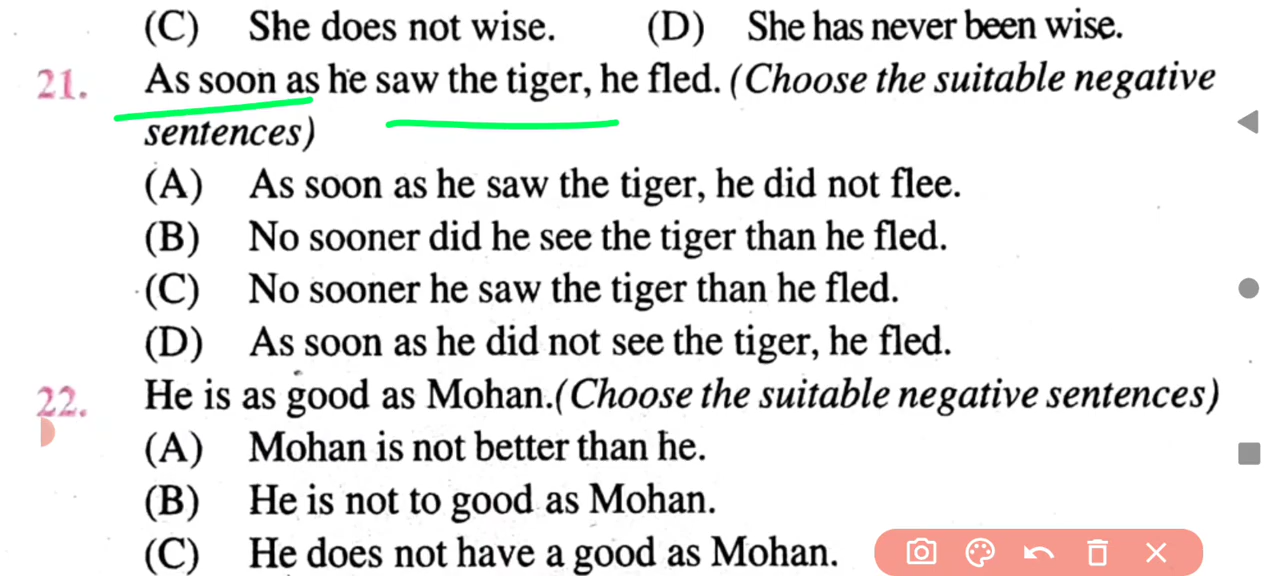 (C) She does not wise. (D) She has never been wise.
21. As soon as he saw the tiger, he fled. (Choose the suitable negative
sentences)
(A) As soon as he saw the tiger, he did not flee.
(B) No sooner did he see the tiger than he fled.
(C) No sooner he saw the tiger than he fled.
(D) As soon as he did not see the tiger, he fled.
22. He is as good as Mohan.(Choose the suitable negative sentences)
(A) Mohan is not better than he.
(B) He is not to good as Mohan.
(C) He does not have a good as Mohan.